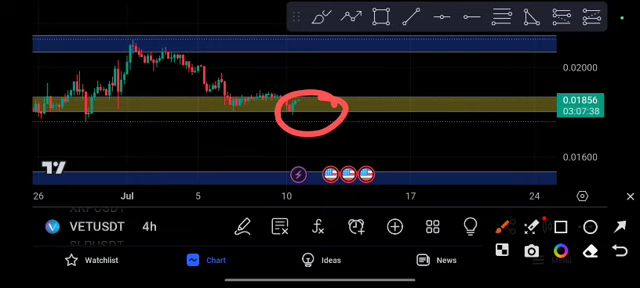 0.02000
0.01856
03:07:38
0.01600
26 Jul 5 10 17 24
XRPUSDT
VETUSDT 4h
Watchlist Chart Ideas News